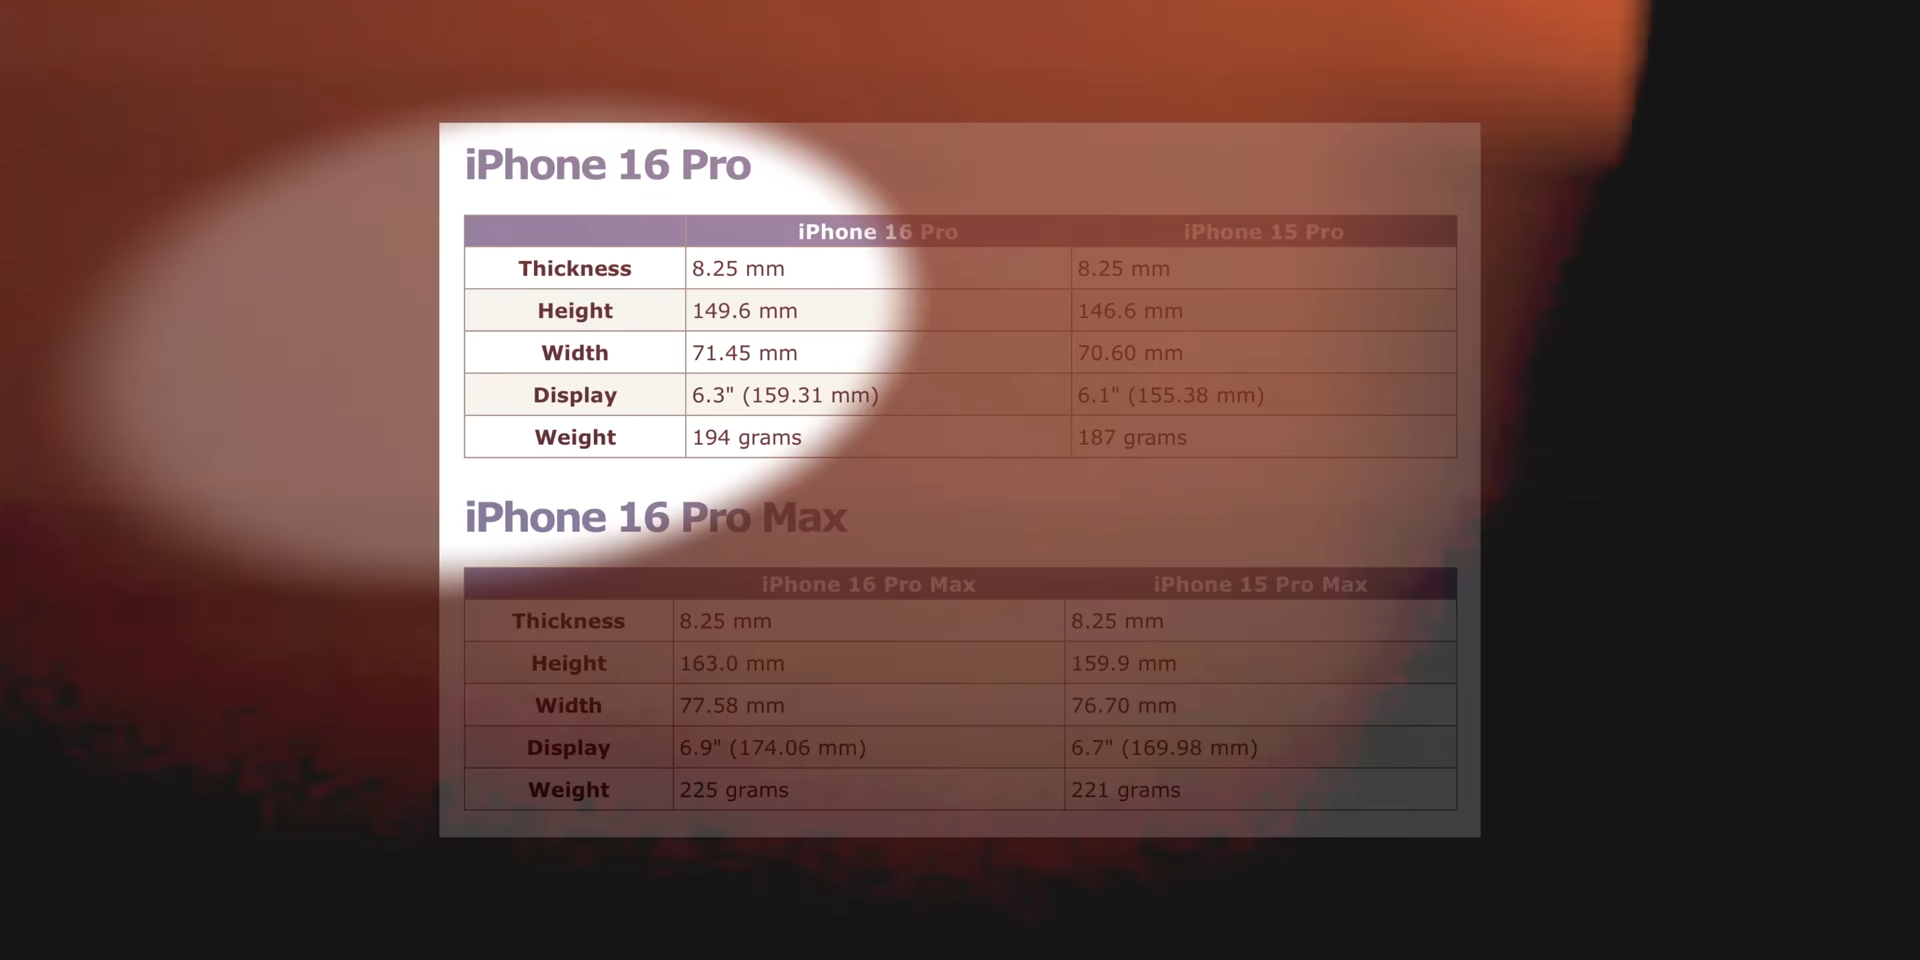 iPhone 16 Pro
iPhone 16 Pro iPhone 15 Pro
Thickness 8.25 mm 8.25 mm
Height 149.6 mm 146.6 mm
Width 71.45 mm 70.60 mm
Display 6.3" (159.31 mm) 6.1" (155.38 mm)
Weight 194 grams 187 grams
iPhone 16 Pro Max
iPhone 16 Pro Max iPhone 15 Pro Max
Thickness 8.25 mm 8.25 mm
Height 163.0 mm 159.9 mm
Width 77.58 mm 76.70 mm
Display 6.9" (174.06 mm) 6.7" (169.98 mm)
Weight 225 grams 221 grams